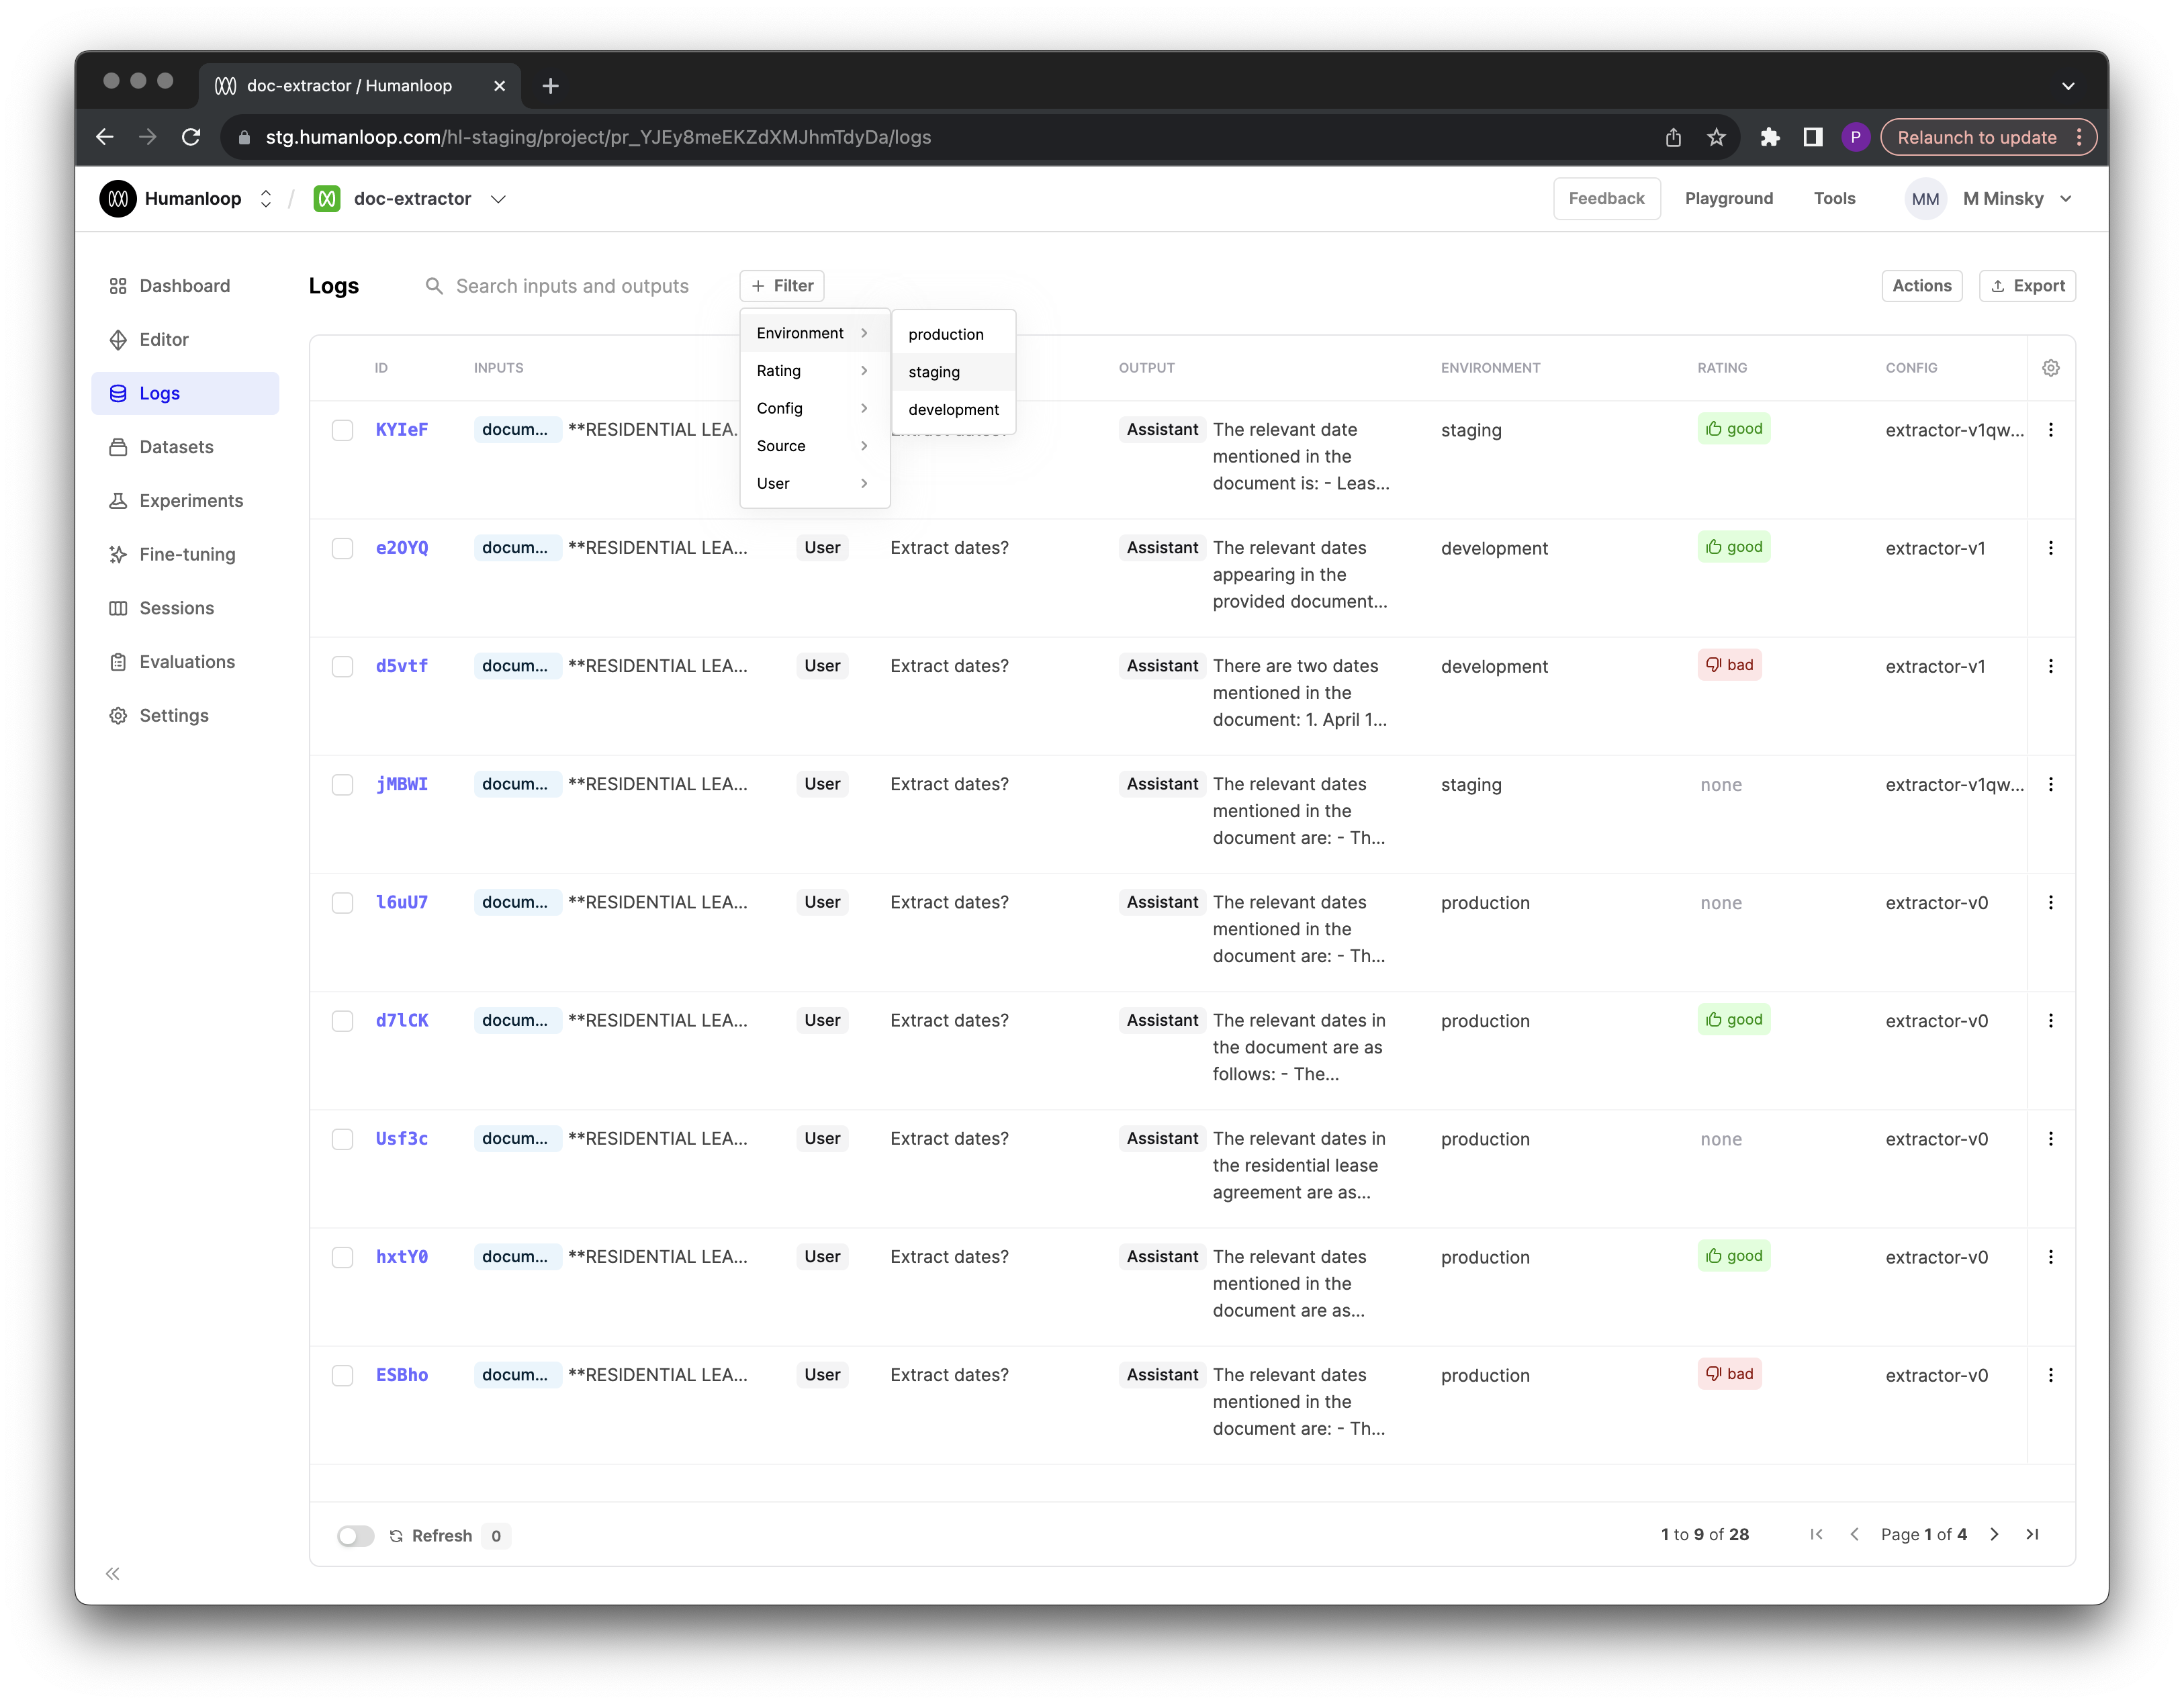 doc-extractor / Humanloop
stg.humanloop.com/hl-staging/project/pr_YJEy8meEKZdXMJhmTdyDa/logs
P
Relaunch to update
Humanloop / doc-extractor
Feedback
Playground
Tools
MM
M Minsky
Dashboard
Editor
Logs
Datasets
Experiments
Fine-tuning
Sessions
Evaluations
Settings
Logs
Search inputs and outputs
+ Filter
Actions
Export
Environment
Rating
Config
Source
User
production
staging
development
ID INPUTS OUTPUT ENVIRONMENT RATING CONFIG
KYIeF docum... **RESIDENTIAL LEA. Assistant The relevant date staging good extractor-v1qw...
mentioned in the
document is: - Leas...
e2OYQ docum... **RESIDENTIAL LEA... User Extract dates? Assistant The relevant dates development good extractor-v1
appearing in the
provided document...
d5vtf docum... **RESIDENTIAL LEA... User Extract dates? Assistant There are two dates development bad extractor-v1
mentioned in the
document: 1. April 1...
jMBWI docum... **RESIDENTIAL LEA... User Extract dates? Assistant The relevant dates staging none extractor-v1qw...
mentioned in the
document are: - Th...
l6uU7 docum... **RESIDENTIAL LEA... User Extract dates? Assistant The relevant dates production none extractor-v0
mentioned in the
document are: - Th...
d7lCK docum... **RESIDENTIAL LEA... User Extract dates? Assistant The relevant dates in production good extractor-v0
the document are as
follows: - The...
Usf3c docum... **RESIDENTIAL LEA... User Extract dates? Assistant The relevant dates in production none extractor-v0
the residential lease
agreement are as...
hxtY0 docum... **RESIDENTIAL LEA... User Extract dates? Assistant The relevant dates production good extractor-v0
mentioned in the
document are as...
ESBho docum... **RESIDENTIAL LEA... User Extract dates? Assistant The relevant dates production bad extractor-v0
mentioned in the
document are: - Th...
Refresh 0
1 to 9 of 28
Page 1 of 4